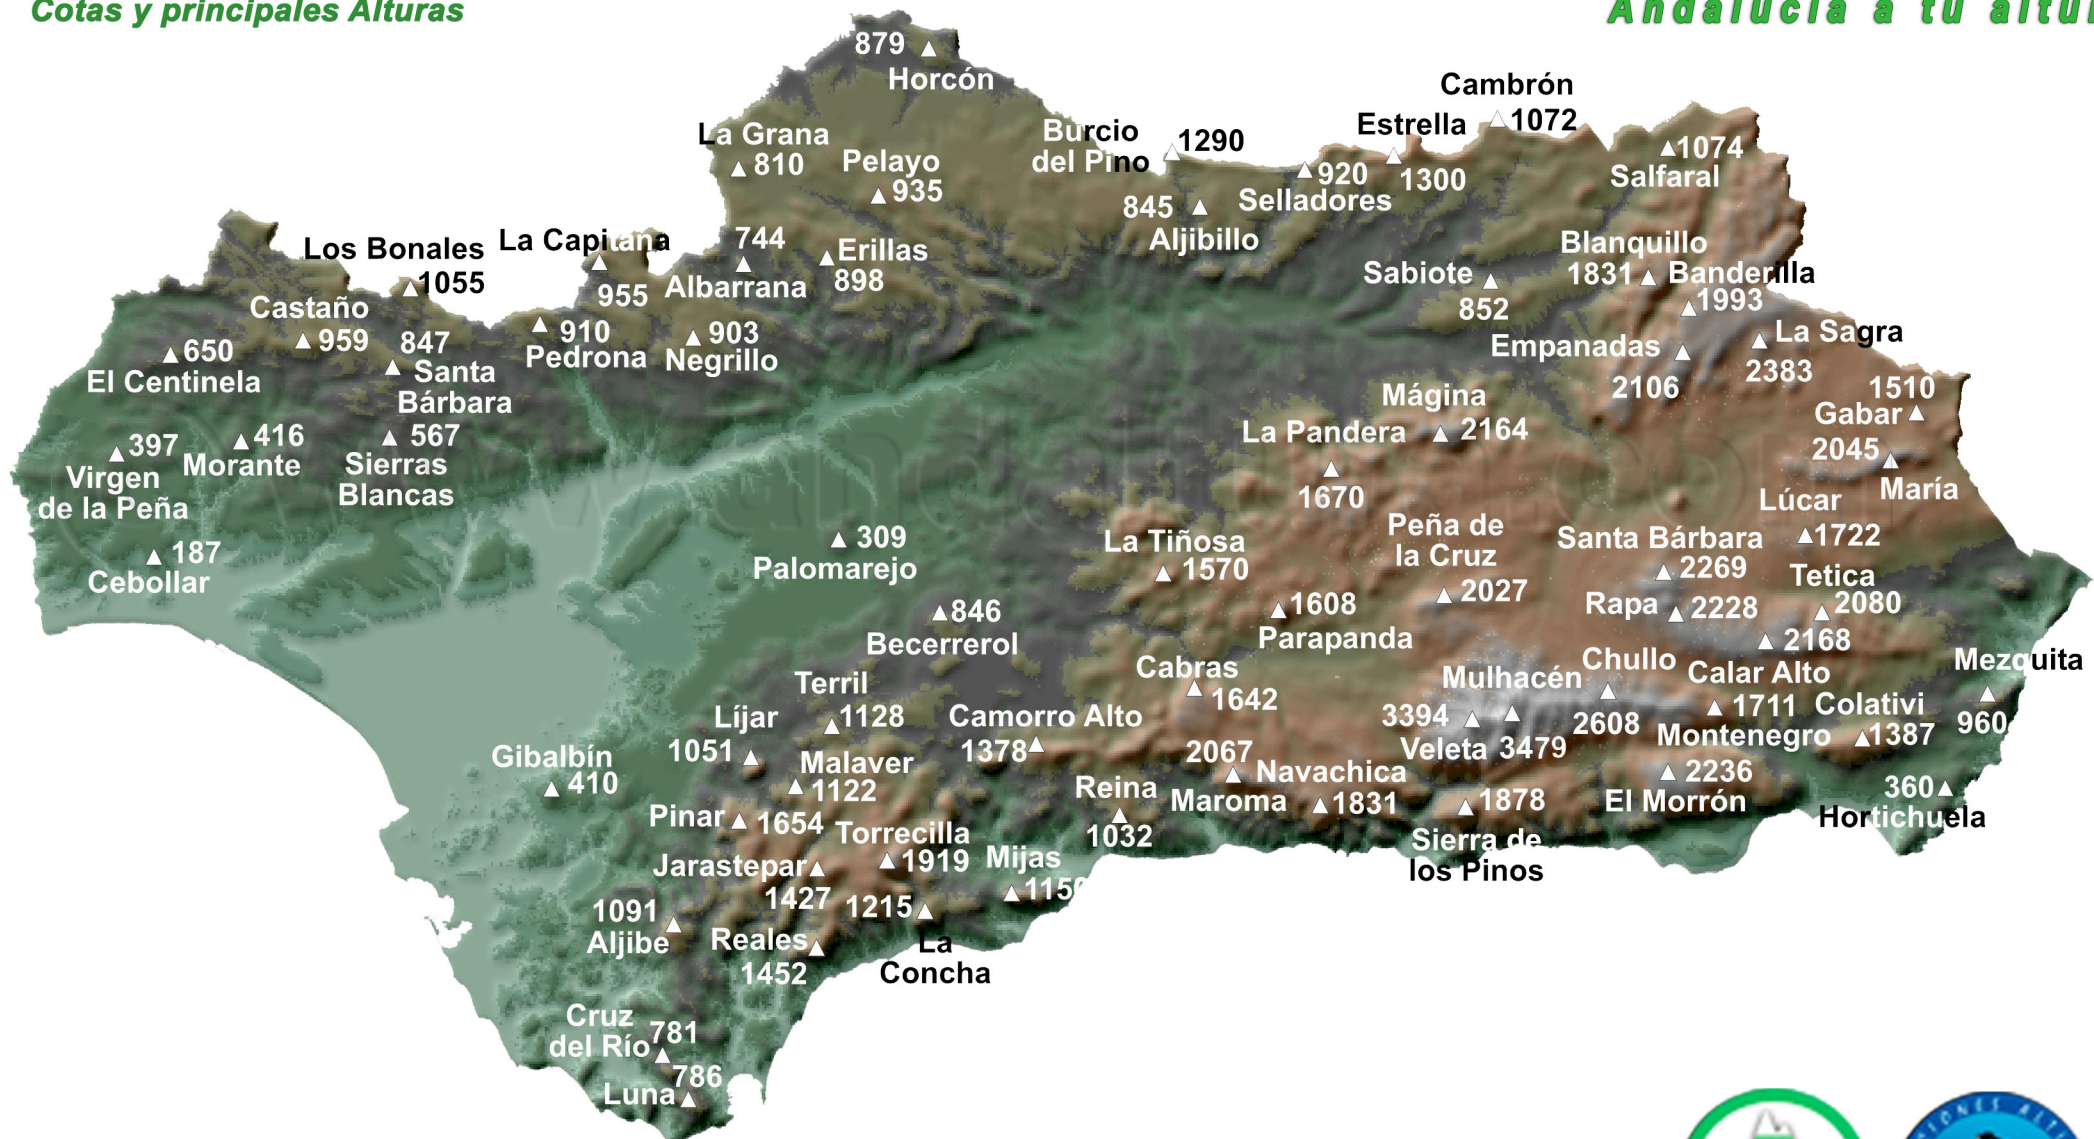 Cotas y principales Alturas
Andalucía a tu altur
879
Horcón
Cambrón
1072
La Grana
810
Pelayo
935
Burcio
del Pino
1290
Estrella
1300
920
Selladores
1074
Salfaral
845
Aljibillo
Los Bonales
1055
La Capitana
955
744
Albarrana
Erillas
898
Blanquillo
1831
Banderilla
1993
Sabiote
852
Castaño
959
847
Santa
Bárbara
910
Pedrona
903
Negrillo
650
El Centinela
Empanadas
2106
La Sagra
2383
1510
Gabar
Mágina
2164
La Pandera
1670
397
Virgen
de la Peña
416
Morante
567
Sierras
Blancas
2045
María
Lúcar
1722
187
Cebollar
309
Palomarejo
La Tiñosa
1570
Peña de
la Cruz
2027
Santa Bárbara
2269
Tetica
2080
Rapa
2228
846
Becerrerol
1608
Parapanda
2168
Calar Alto
Cabras
1642
Mulhacén
3479
Chullo
2608
Mezquita
960
Terril
1128
Líjar
1051
Camorro Alto
1378
3394
Veleta
1711
Montenegro
Colativi
1387
Gibalbín
410
Malaver
1122
2067
Maroma
Navachica
1831
Reina
1032
2236
El Morrón
360
Hortichuela
1878
Sierra de
los Pinos
Pinar
1654
Torrecilla
1919
Mijas
1150
Jarastepar
1427
1215
La
Concha
1091
Aljibe
Reales
1452
Cruz
del Río
781
786
Luna